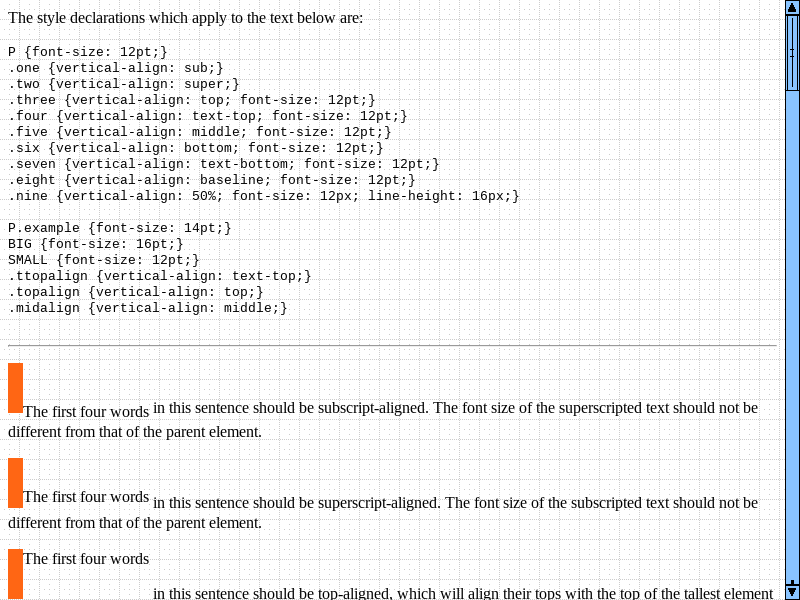 The style declarations which apply to the text below are:
P {font-size: 12pt;}
.one {vertical-align: sub;}
.two {vertical-align: super;}
.three {vertical-align: top; font-size: 12pt;}
.four {vertical-align: text-top; font-size: 12pt;}
.five {vertical-align: middle; font-size: 12pt;}
.six {vertical-align: bottom; font-size: 12pt;}
.seven {vertical-align: text-bottom; font-size: 12pt;}
.eight {vertical-align: baseline; font-size: 12pt;}
.nine {vertical-align: 50%; font-size: 12px; line-height: 16px;}
P.example {font-size: 14pt;}
BIG {font-size: 16pt;}
SMALL {font-size: 12pt;}
.ttopalign {vertical-align: text-top;}
.topalign {vertical-align: top;}
.midalign {vertical-align: middle;}
The first four words in this sentence should be subscript-aligned. The font size of the superscripted text should not be
different from that of the parent element.
The first four words in this sentence should be superscript-aligned. The font size of the subscripted text should not be
different from that of the parent element.
The first four words
in this sentence should be top-aligned, which will align their tops with the top of the tallest element